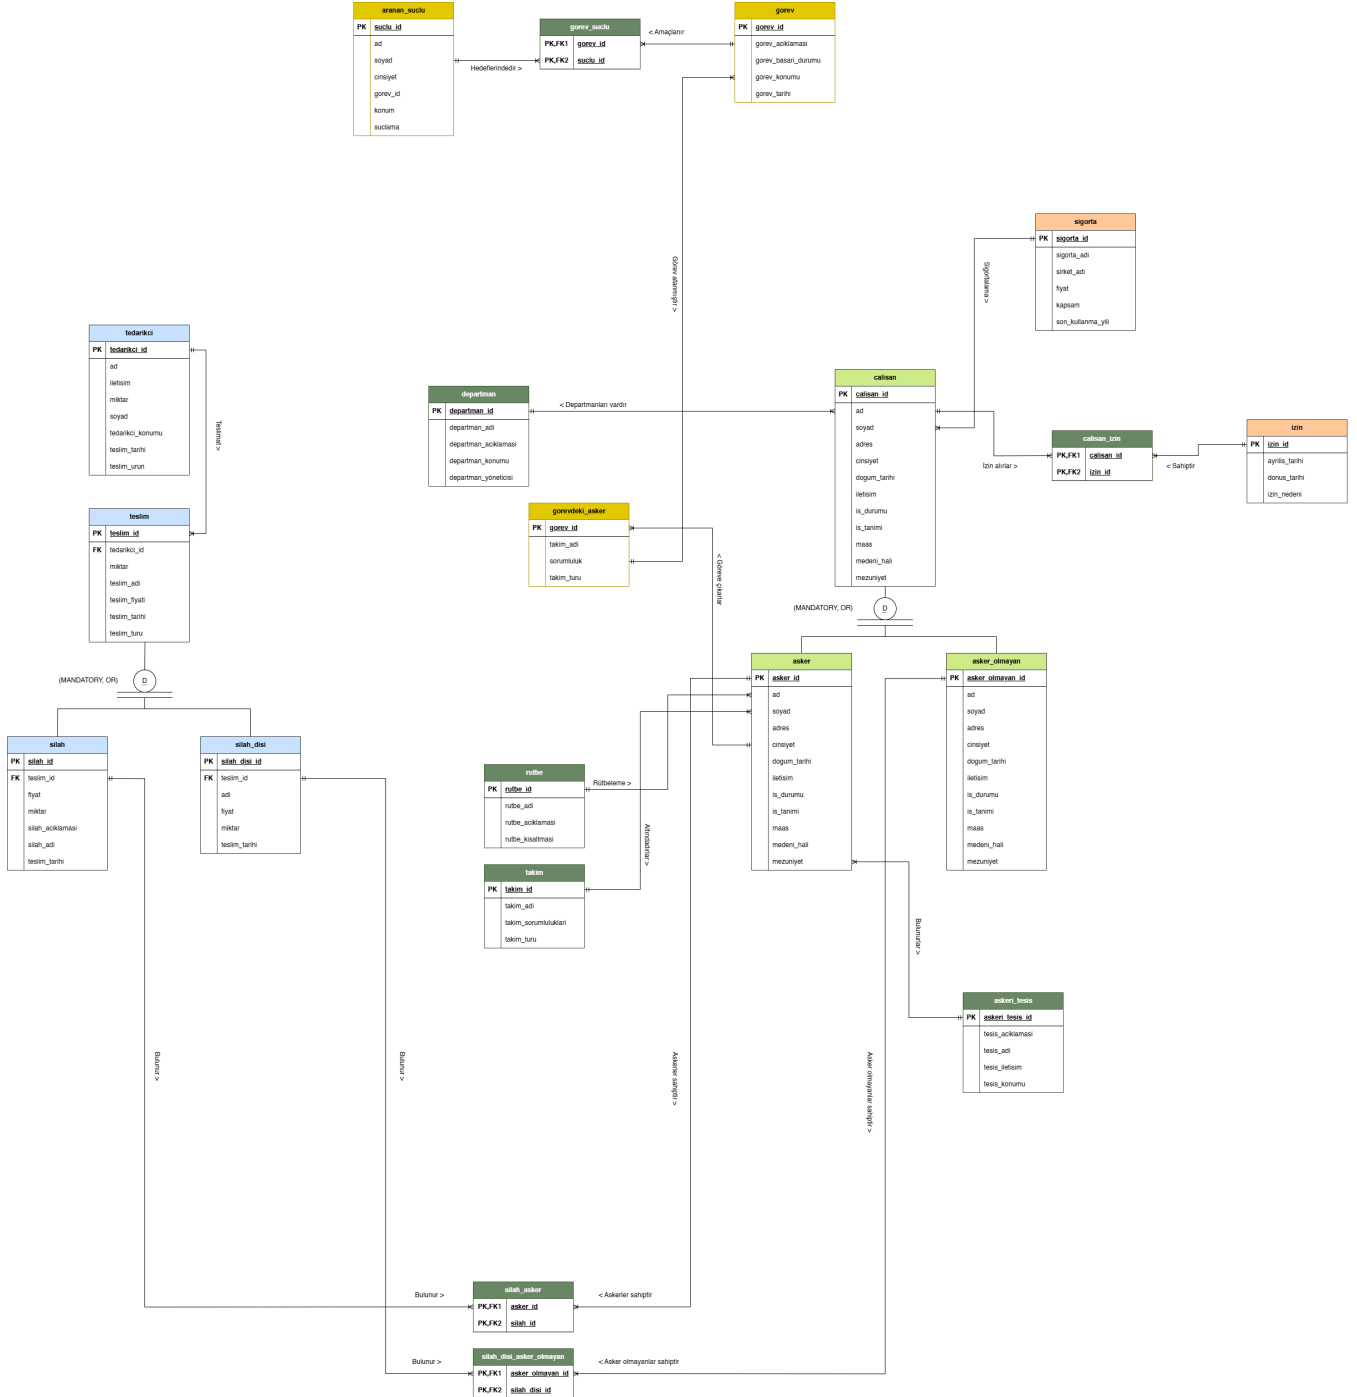 aranan_suclu
PK suclu_id
ad
soyad
cinsiyet
gorev_id
konum
suclama
gorev_suclu
PK,FK1 gorev_id
PK,FK2 suclu_id
< Amaçlanır
Hedeflerindedir >
gorev
PK gorev_id
gorev_aciklamasi
gorev_basari_durumu
gorev_konumu
gorev_tarihi
Görev atanmıştır >
sigorta
PK sigorta_id
sigorta_adi
sirket_adi
fiyat
kapsam
son_kullanma_yili
Sigortalama >
tedarikci
PK tedarikci_id
ad
iletisim
miktar
soyad
tedarikci_konumu
teslim_tarihi
teslim_urun
Teslimat >
departman
PK departman_id
departman_adi
departman_aciklamasi
departman_konumu
departman_yöneticisi
< Departmanları vardır
calisan
PK calisan_id
ad
soyad
adres
cinsiyet
dogum_tarihi
iletisim
is_durumu
is_tanimi
maas
medeni_hali
mezuniyet
İzin alırlar >
calisan_izin
PK,FK1 calisan_id
PK,FK2 izin_id
< Sahiptir
izin
PK izin_id
ayrilis_tarihi
donus_tarihi
izin_nedeni
teslim
PK teslim_id
FK tedarikci_id
miktar
teslim_adi
teslim_fiyati
teslim_tarihi
teslim_turu
gorevdeki_asker
PK gorev_id
takim_adi
sorumluluk
takim_turu
< Göreve çıkarlar
(MANDATORY, OR)
D
(MANDATORY, OR)
D
asker
PK asker_id
ad
soyad
adres
cinsiyet
dogum_tarihi
iletisim
is_durumu
is_tanimi
maas
medeni_hali
mezuniyet
asker_olmayan
PK asker_olmayan_id
ad
soyad
adres
cinsiyet
dogum_tarihi
iletisim
is_durumu
is_tanimi
maas
medeni_hali
mezuniyet
silah
PK silah_id
FK teslim_id
fiyat
miktar
silah_aciklamasi
silah_adi
teslim_tarihi
silah_disi
PK silah_disi_id
FK teslim_id
adi
fiyat
miktar
teslim_tarihi
rutbe
PK rutbe_id
rutbe_adi
rutbe_aciklamasi
rutbe_kisaltmasi
Rütbeleme >
Altındadırlar >
takim
PK takim_id
takim_adi
takim_sorumluluklari
takim_turu
Bulunurlar >
askeri_tesis
PK askeri_tesis_id
tesis_aciklamasi
tesis_adi
tesis_iletisim
tesis_konumu
Bulunur >
Bulunur >
Askerler sahiptir >
Asker olmayanlar sahiptir >
silah_asker
PK,FK1 asker_id
PK,FK2 silah_id
Bulunur >
< Askerler sahiptir
silah_disi_asker_olmayan
PK,FK1 asker_olmayan_id
PK,FK2 silah_disi_id
Bulunur >
< Asker olmayanlar sahiptir